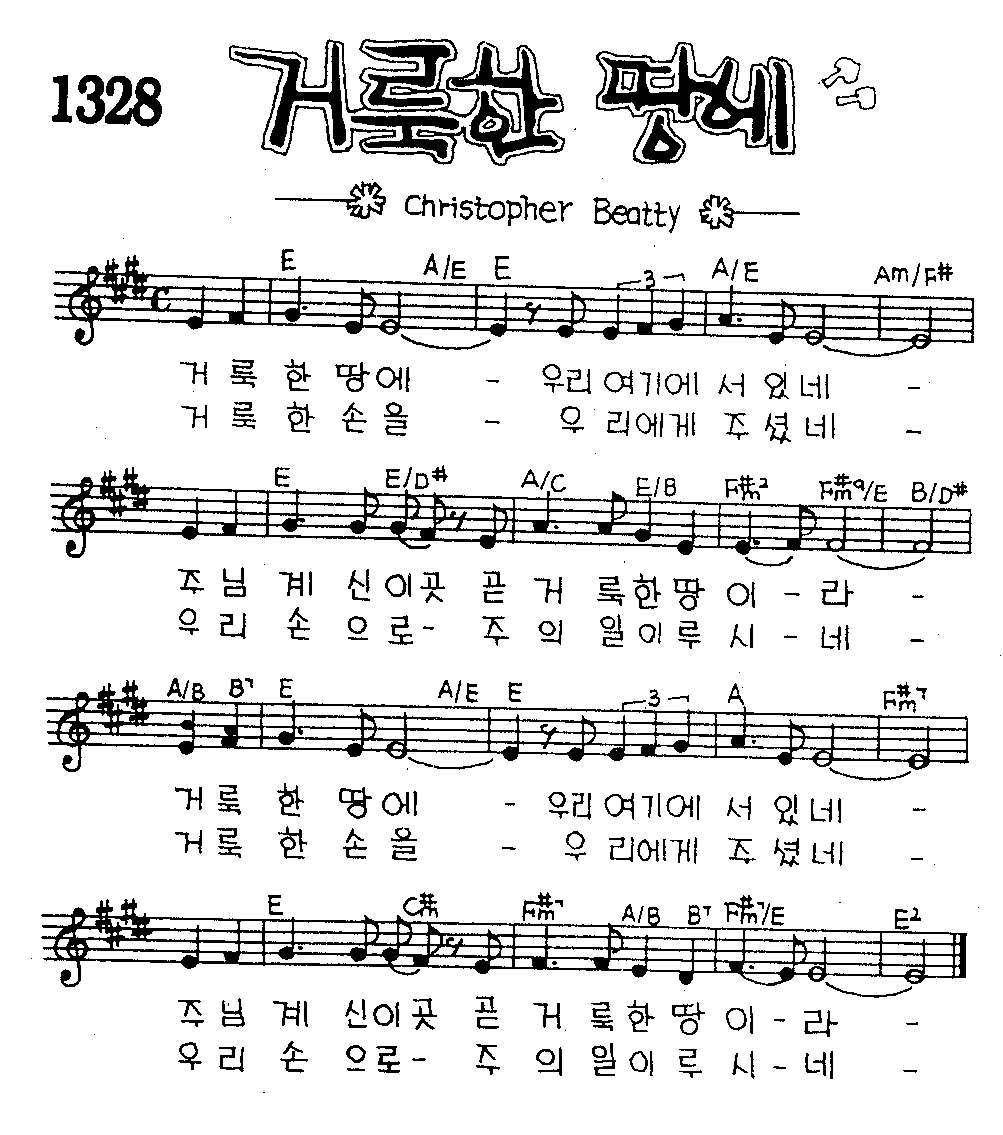 1328 거룩한 땅에
Christopher Beatty
E A/E E 3 A/E Am/F#
거 룩 한 땅에 - 우리 여기에 서 있네 -
거 룩 한 손을 - 우 리에게 주 셨네 -
E E/D# A/C E/B F#m2 F#m9/E B/D#
주 님 계 신이곳 곧 거 룩한땅 이 - 라 -
우 리 손 으로- 주 의 일이루 시 - 네 -
A/B B7 E A/E E 3 A F#m7
거 룩 한 땅에 - 우리 여기에 서 있네 -
거 룩 한 손을 - 우 리에게 주 셨네 -
E C#m F#m7 A/B B7 F#m7/E E2
주 님 계 신이곳 곧 거 룩한땅 이 - 라 -
우 리 손 으로- 주 의 일이루 시 - 네 -